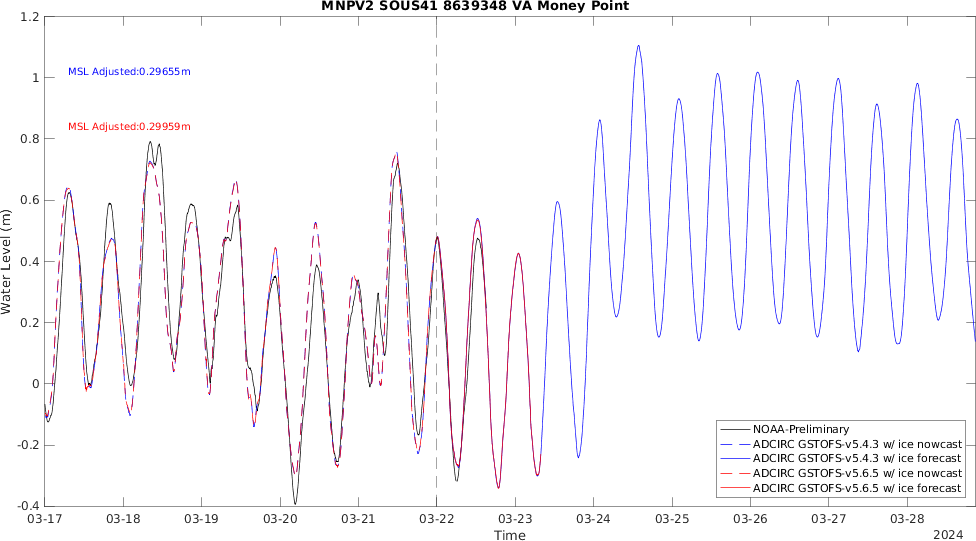 MNPV2 SOUS41 8639348 VA Money Point
1.2
1
0.8
0.6
0.4
0.2
0
-0.2
-0.4
Water Level (m)
MSL Adjusted:0.29655m
MSL Adjusted:0.29959m
NOAA-Preliminary
ADCIRC GSTOFS-v5.4.3 w/ ice nowcast
ADCIRC GSTOFS-v5.4.3 w/ ice forecast
ADCIRC GSTOFS-v5.6.5 w/ ice nowcast
ADCIRC GSTOFS-v5.6.5 w/ ice forecast
03-17 03-18 03-19 03-20 03-21 03-22 03-23 03-24 03-25 03-26 03-27 03-28
Time
2024